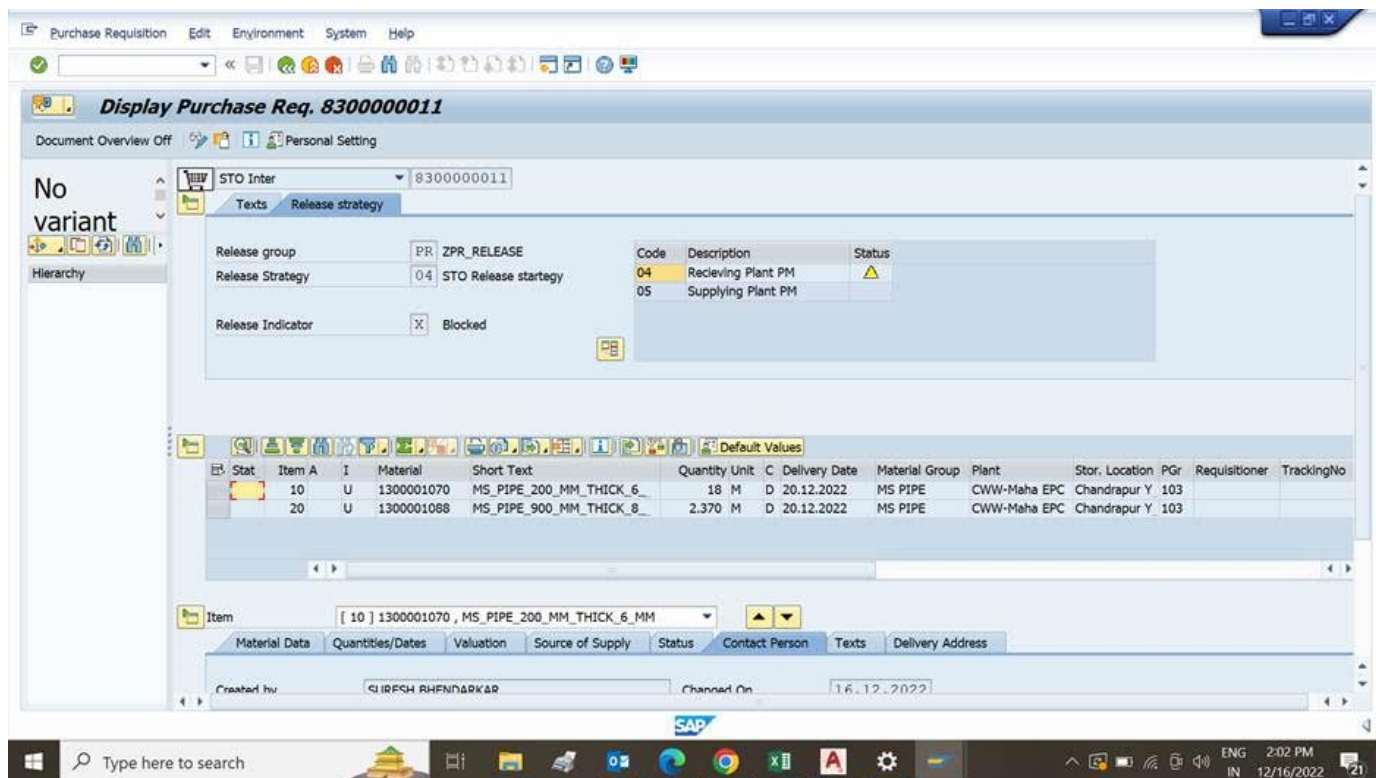 Purchase Requisition Edit Environment System Help
Display Purchase Req. 8300000011
Document Overview Off Personal Setting
No
variant
Hierarchy
STO Inter 8300000011
Texts Release strategy
Release group PR ZPR_RELEASE
Release Strategy 04 STO Release startegy
Release Indicator X Blocked
Code Description Status
04 Recieving Plant PM
05 Supplying Plant PM
Default Values
Stat Item A I Material Short Text Quantity Unit C Delivery Date Material Group Plant Stor. Location PGr Requisitioner TrackingNo
10 U 1300001070 MS_PIPE_200_MM_THICK_6_ 18 M D 20.12.2022 MS PIPE CWW-Maha EPC Chandrapur Y_ 103
20 U 1300001088 MS_PIPE_900_MM_THICK_8_ 2.370 M D 20.12.2022 MS PIPE CWW-Maha EPC Chandrapur Y_ 103
Item [ 10 ] 1300001070 , MS_PIPE_200_MM_THICK_6_MM
Material Data Quantities/Dates Valuation Source of Supply Status Contact Person Texts Delivery Address
Created by SURESH BHENDARKAR Changed On 16.12.2022
SAP
Type here to search
ENG 2:02 PM
IN 12/16/2022
21